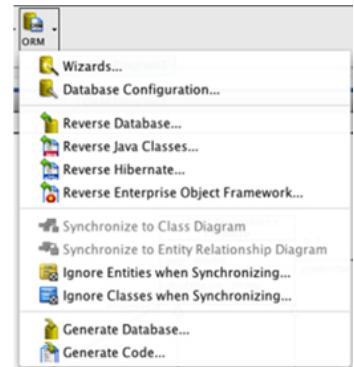 ORM
Wizards...
Database Configuration...
Reverse Database...
Reverse Java Classes...
Reverse Hibernate...
Reverse Enterprise Object Framework...
Synchronize to Class Diagram
Synchronize to Entity Relationship Diagram
Ignore Entities when Synchronizing...
Ignore Classes when Synchronizing...
Generate Database...
Generate Code...